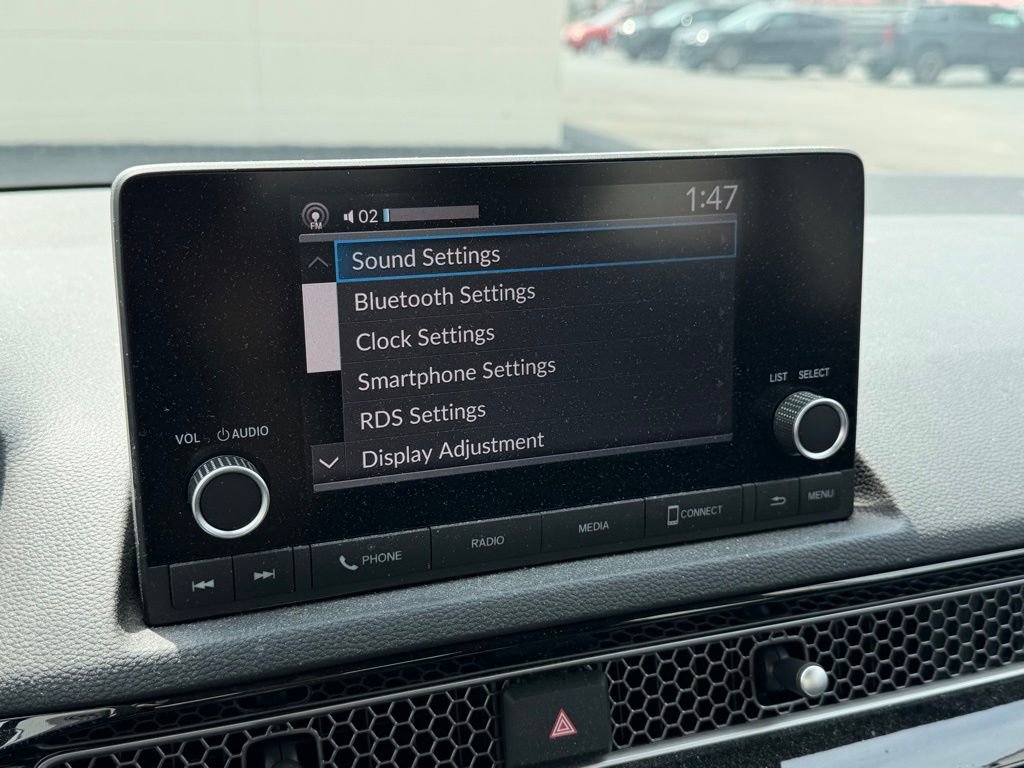 FM
02
1:47
Sound Settings
Bluetooth Settings
Clock Settings
Smartphone Settings
RDS Settings
Display Adjustment
LIST SELECT
VOL AUDIO
PHONE
RADIO
MEDIA
CONNECT
MENU